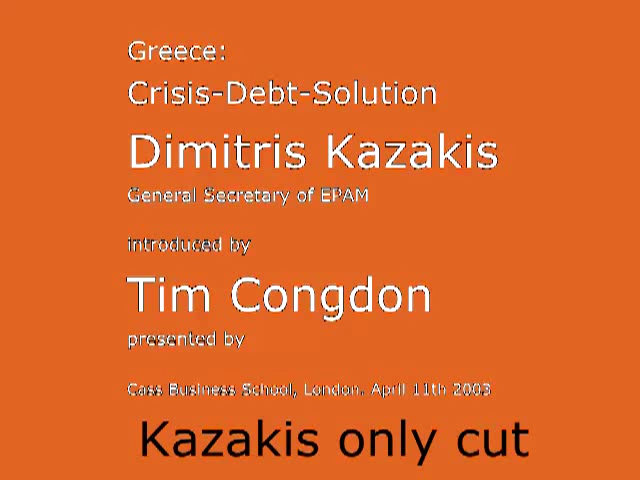 Greece:
Crisis-Debt-Solution
Dimitris Kazakis
General Secretary of EPAM
introduced by
Tim Congdon
presented by
Cass Business School, London. April 11th 2003
Kazakis only cut